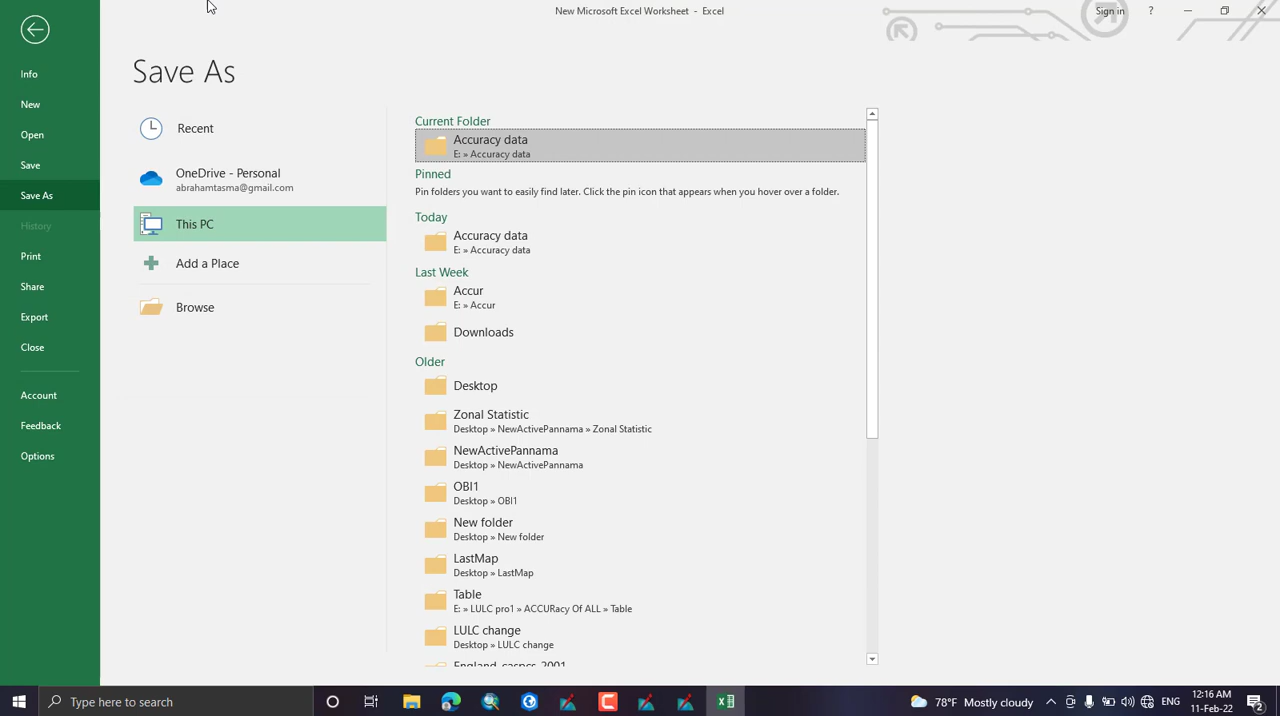 New Microsoft Excel Worksheet - Excel
Sign in
?
Save As
Info
New
Open
Save
Save As
History
Print
Share
Export
Close
Account
Feedback
Options
Recent
OneDrive - Personal
abrahamtasma@gmail.com
This PC
Add a Place
Browse
Current Folder
Accuracy data
E: » Accuracy data
Pinned
Pin folders you want to easily find later. Click the pin icon that appears when you hover over a folder.
Today
Accuracy data
E: » Accuracy data
Last Week
Accur
E: » Accur
Downloads
Older
Desktop
Zonal Statistic
Desktop » NewActivePannama » Zonal Statistic
NewActivePannama
Desktop » NewActivePannama
OBI1
Desktop » OBI1
New folder
Desktop » New folder
LastMap
Desktop » LastMap
Table
E: » LULC pro1 » ACCURacy Of ALL » Table
LULC change
Desktop » LULC change
England-caspcs-2001
Type here to search
78°F Mostly cloudy
ENG
12:16 AM
11-Feb-22
2